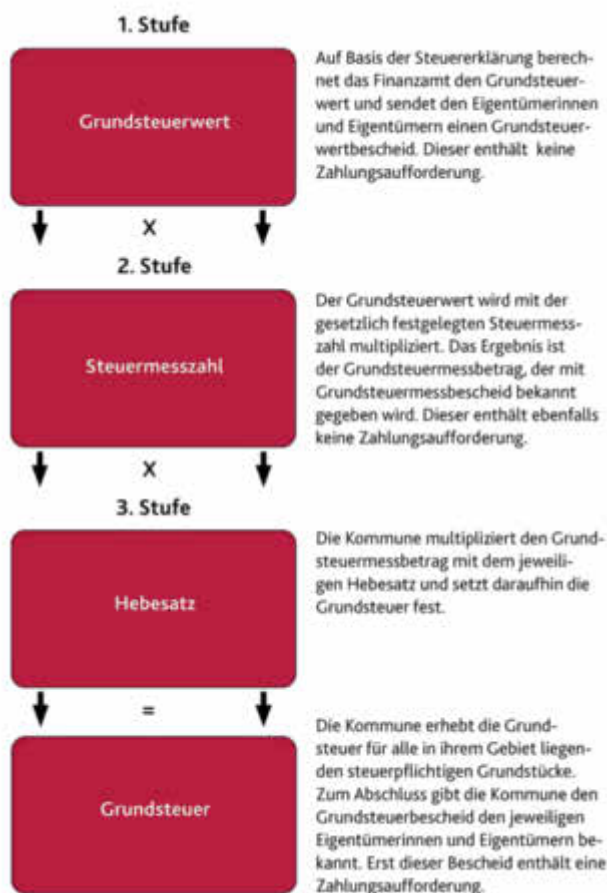 1. Stufe
Grundsteuerwert
Auf Basis der Steuererklärung berech-
net das Finanzamt den Grundsteuer-
wert und sendet den Eigentümerinnen
und Eigentümern einen Grundsteuer-
wertbescheid. Dieser enthält keine
Zahlungsaufforderung.
X
2. Stufe
Steuermesszahl
Der Grundsteuerwert wird mit der
gesetzlich festgelegten Steuermess-
zahl multipliziert. Das Ergebnis ist
der Grundsteuermessbetrag, der mit
Grundsteuermessbescheid bekannt
gegeben wird. Dieser enthält ebenfalls
keine Zahlungsaufforderung.
X
3. Stufe
Hebesatz
Die Kommune multipliziert den Grund-
steuermessbetrag mit dem jeweili-
gen Hebesatz und setzt daraufhin die
Grundsteuer fest.
=
Grundsteuer
Die Kommune erhebt die Grund-
steuer für alle in ihrem Gebiet liegen-
den steuerpflichtigen Grundstücke.
Zum Abschluss gibt die Kommune den
Grundsteuerbescheid den jeweiligen
Eigentümerinnen und Eigentümern be-
kannt. Erst dieser Bescheid enthält eine
Zahlungsaufforderung.